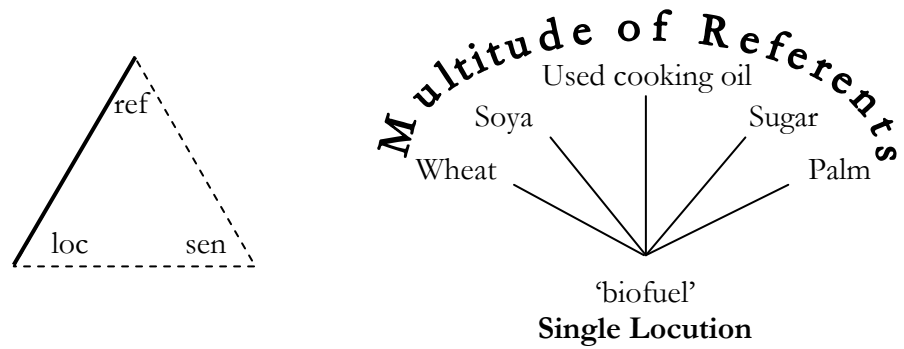 ref
loc
sen
Multitude of Referents
Used cooking oil
Soya
Sugar
Wheat
Palm
‘biofuel’
Single Locution